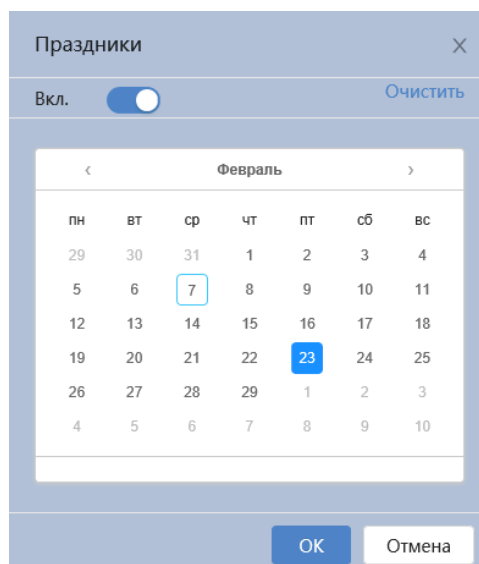 Праздники
Вкл. Очистить
Февраль
пн вт ср чт пт сб вс
29 30 31 1 2 3 4
5 6 7 8 9 10 11
12 13 14 15 16 17 18
19 20 21 22 23 24 25
26 27 28 29 1 2 3
4 5 6 7 8 9 10
ОК Отмена